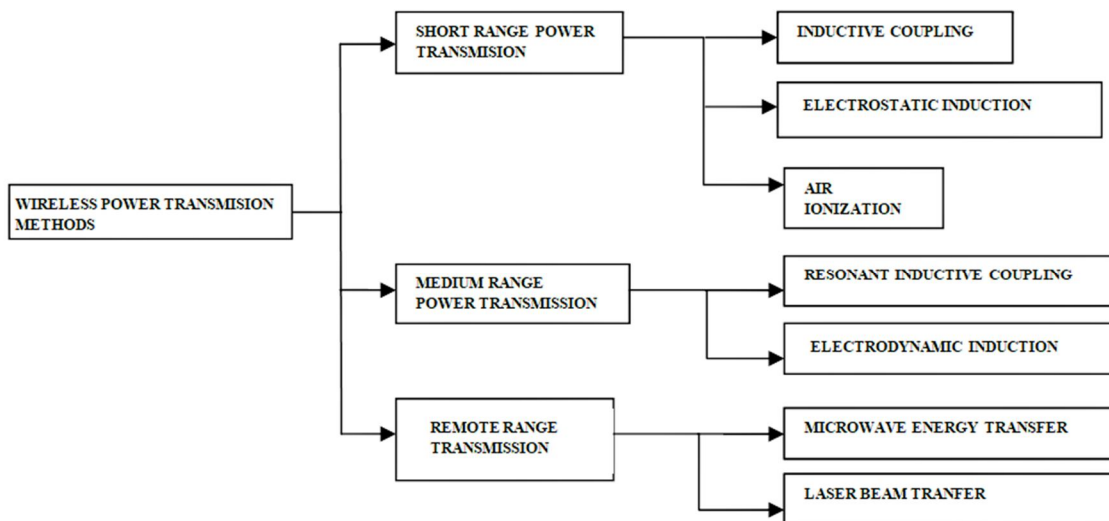 SHORT RANGE POWER
TRANSMISION
INDUCTIVE COUPLING
ELECTROSTATIC INDUCTION
AIR
IONIZATION
WIRELESS POWER TRANSMISION
METHODS
MEDIUM RANGE
POWER TRANSMISSION
RESONANT INDUCTIVE COUPLING
ELECTRODYNAMIC INDUCTION
REMOTE RANGE
TRANSMISSION
MICROWAVE ENERGY TRANSFER
LASER BEAM TRANFER